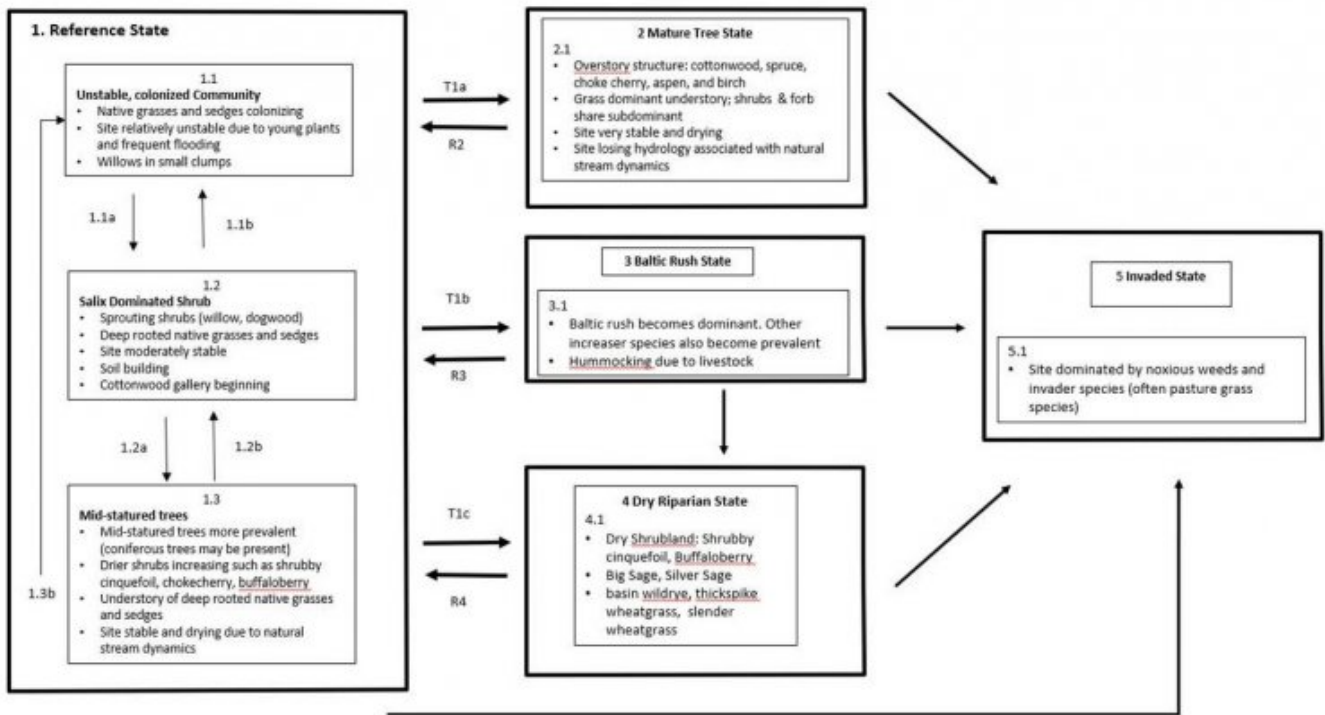 1. Reference State
1.1
Unstable, colonized Community
• Native grasses and sedges colonizing
• Site relatively unstable due to young plants
and frequent flooding
• Willows in small clumps
1.1a
1.1b
1.2
Salix Dominated Shrub
• Sprouting shrubs (willow, dogwood)
• Deep rooted native grasses and sedges
• Site moderately stable
• Soil building
• Cottonwood gallery beginning
1.2a
1.2b
1.3
Mid-statured trees
• Mid-statured trees more prevalent
(coniferous trees may be present)
• Drier shrubs increasing such as shrubby
cinquefoil, chokecherry, buffaloberry
• Understory of deep rooted native grasses
and sedges
• Site stable and drying due to natural
stream dynamics
1.3b
T1a
R2
T1b
R3
T1c
R4
2 Mature Tree State
2.1
• Overstory structure: cottonwood, spruce,
choke cherry, aspen, and birch
• Grass dominant understory; shrubs & forb
share subdominant
• Site very stable and drying
• Site losing hydrology associated with natural
stream dynamics
3 Baltic Rush State
3.1
• Baltic rush becomes dominant. Other
increaser species also become prevalent
• Hummocking due to livestock
4 Dry Riparian State
4.1
• Dry Shrubland: Shrubby
cinquefoil, Buffaloberry
• Big Sage, Silver Sage
• basin wildrye, thickspike
wheatgrass, slender
wheatgrass
5 Invaded State
5.1
• Site dominated by noxious weeds and
invader species (often pasture grass
species)